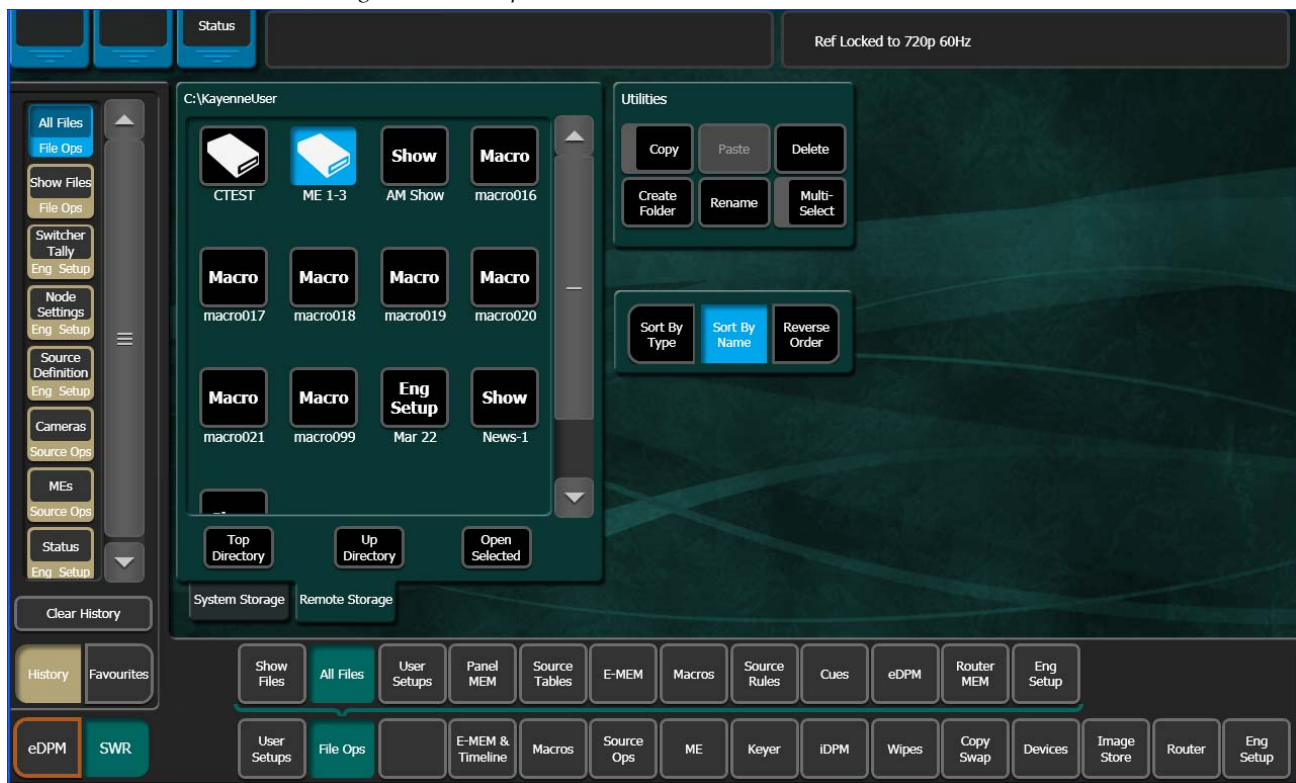 Status
Ref Locked to 720p 60Hz
All Files
File Ops
Show Files
File Ops
Switcher
Tally
Eng Setup
Node
Settings
Eng Setup
Source
Definition
Eng Setup
Cameras
Source Ops
MEs
Source Ops
Status
Eng Setup
Clear History
History
Favourites
eDPM
SWR
C:\KayenneUser
CTEST
ME 1-3
Show
AM Show
Macro
macro016
Macro
macro017
Macro
macro018
Macro
macro019
Macro
macro020
Macro
macro021
Macro
macro099
Eng
Setup
Mar 22
Show
News-1
Top
Directory
Up
Directory
Open
Selected
System Storage
Remote Storage
Utilities
Copy
Paste
Delete
Create
Folder
Rename
Multi-
Select
Sort By
Type
Sort By
Name
Reverse
Order
Show
Files
All Files
User
Setups
Panel
MEM
Source
Tables
E-MEM
Macros
Source
Rules
Cues
eDPM
Router
MEM
Eng
Setup
User
Setups
File Ops
E-MEM &
Timeline
Macros
Source
Ops
ME
Keyer
iDPM
Wipes
Copy
Swap
Devices
Image
Store
Router
Eng
Setup